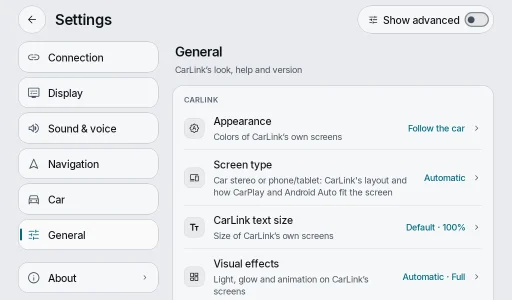 Settings
Show advanced
Connection
Display
Sound & voice
Navigation
Car
General
About
General
CarLink's look, help and version
CARLINK
Appearance
Colors of CarLink's own screens
Follow the car
Screen type
Car stereo or phone/tablet: CarLink's layout and
how CarPlay and Android Auto fit the screen
Automatic
CarLink text size
Size of CarLink's own screens
Default · 100%
Visual effects
Light, glow and animation on CarLink's
screens
Automatic · Full